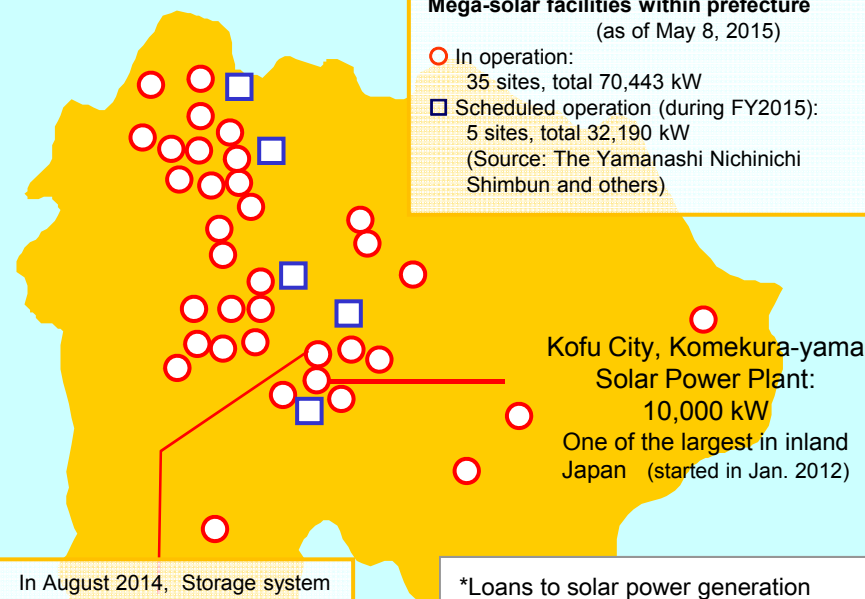 Mega-solar facilities within prefecture
(as of May 8, 2015)
In operation:
35 sites, total 70,443 kW
Scheduled operation (during FY2015):
5 sites, total 32,190 kW
(Source: The Yamanashi Nichinichi
Shimbun and others)
Kofu City, Komekura-yama
Solar Power Plant:
10,000 kW
One of the largest in inland
Japan (started in Jan. 2012)
In August 2014, Storage system
*Loans to solar power generation